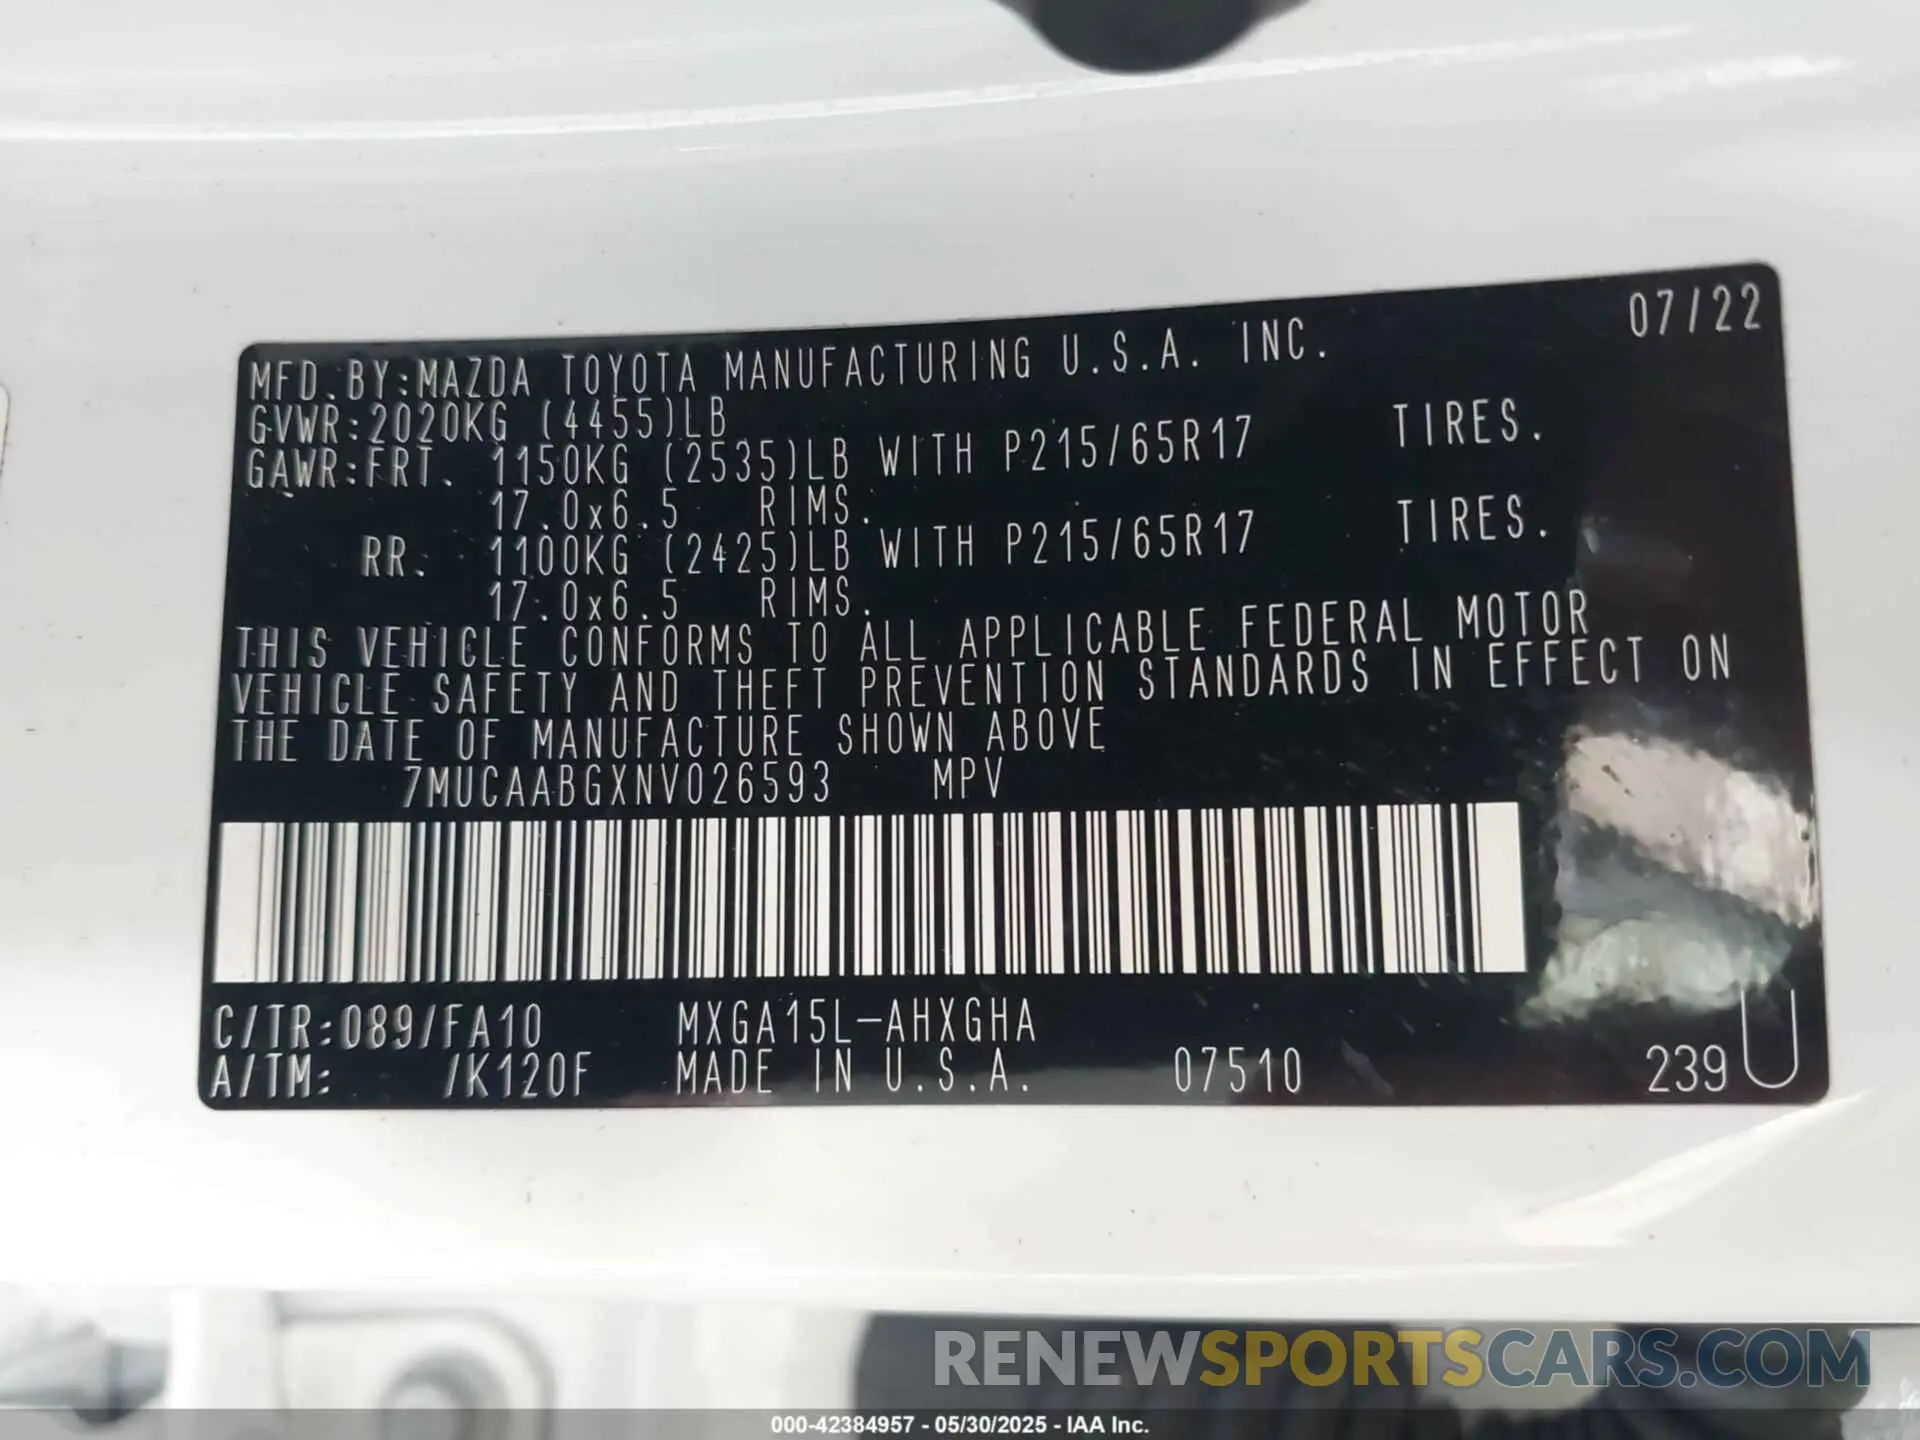 07/22
MFD.BY:MAZDA TOYOTA MANUFACTURING U.S.A. INC.
GVWR:2020KG (4455)LB
GAWR:FRT. 1150KG (2535)LB WITH P215/65R17 TIRES.
17.0x6.5 RIMS.
RR. 1100KG (2425)LB WITH P215/65R17 TIRES.
17.0x6.5 RIMS.
THIS VEHICLE CONFORMS TO ALL APPLICABLE FEDERAL MOTOR
VEHICLE SAFETY AND THEFT PREVENTION STANDARDS IN EFFECT ON
THE DATE OF MANUFACTURE SHOWN ABOVE
7MUCAABGXNV026593 MPV
C/TR:089/FA10 MXGA15L-AHXGHA
A/TM: /K120F MADE IN U.S.A. 07510 239 U
RENEWSPORTSCARS.COM
000-42384957 - 05/30/2025 - IAA Inc.